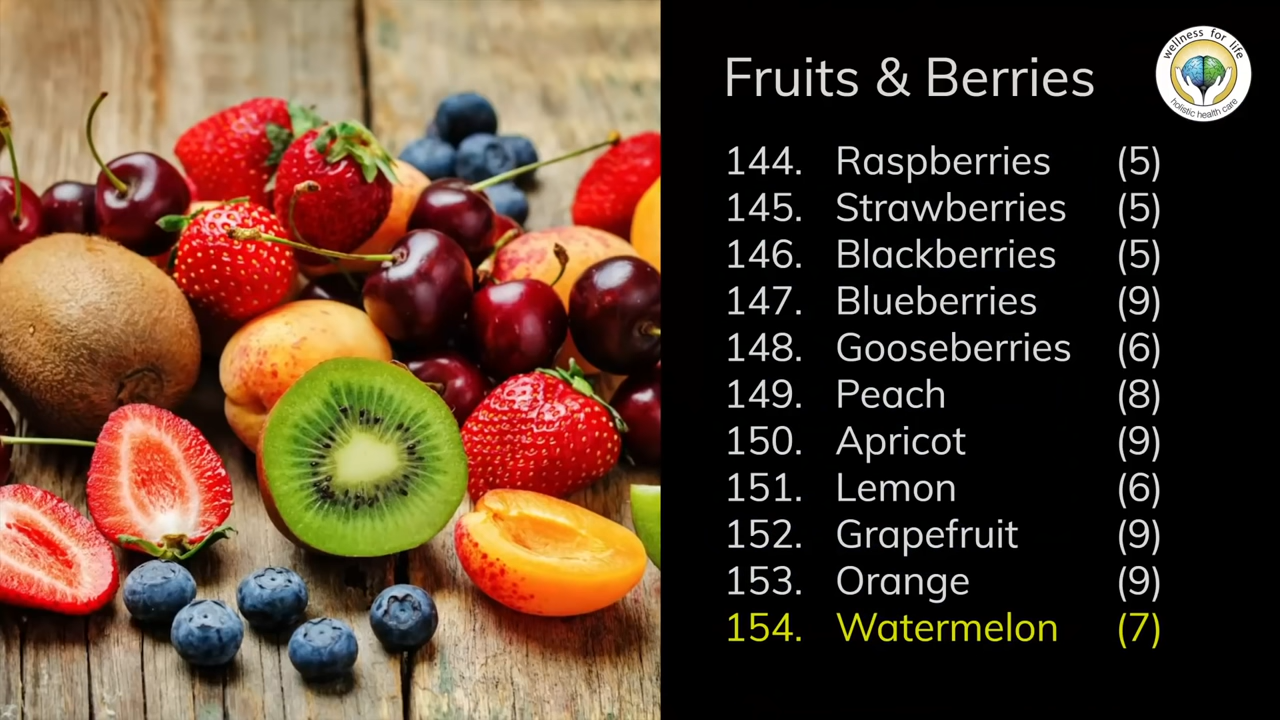 Fruits & Berries
wellness for life
holistic health care
144. Raspberries (5)
145. Strawberries (5)
146. Blackberries (5)
147. Blueberries (9)
148. Gooseberries (6)
149. Peach (8)
150. Apricot (9)
151. Lemon (6)
152. Grapefruit (9)
153. Orange (9)
154. Watermelon (7)